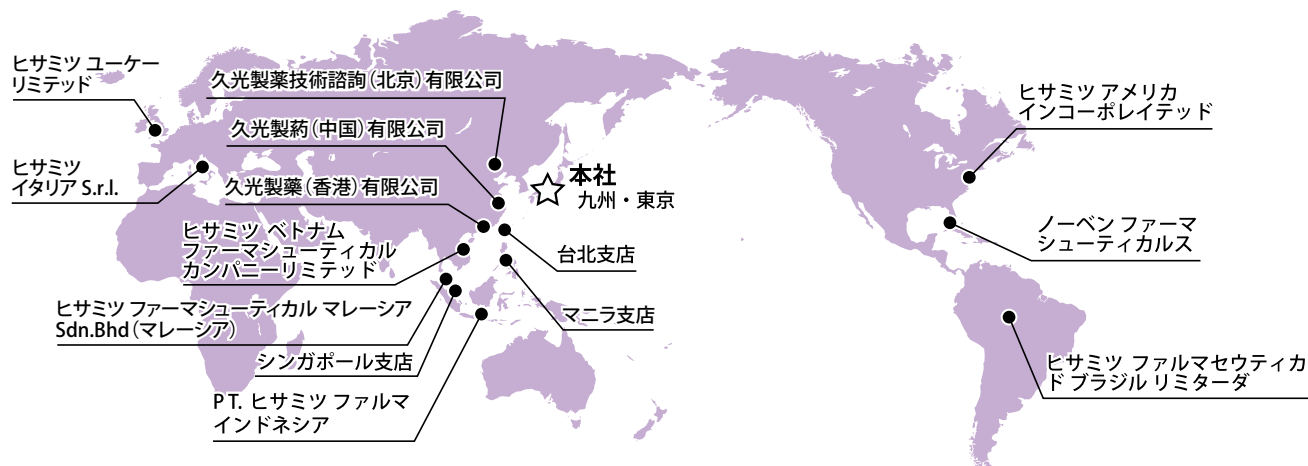 ヒサミツ ユーケー
リミテッド
久光製薬技術諮詢（北京）有限公司
久光製药（中国）有限公司
ヒサミツ
イタリア S.r.l.
久光製藥（香港）有限公司
本社
九州・東京
ヒサミツ ベトナム
ファーマシューティカル
カンパニーリミテッド
台北支店
ヒサミツ ファーマシューティカル マレーシア
Sdn.Bhd（マレーシア）
マニラ支店
シンガポール支店
PT. ヒサミツ ファルマ
インドネシア
ヒサミツ アメリカ
インコーポレイテッド
ノーベン ファーマ
シューティカルス
ヒサミツ ファルマセウティカ
ド ブラジル リミターダ